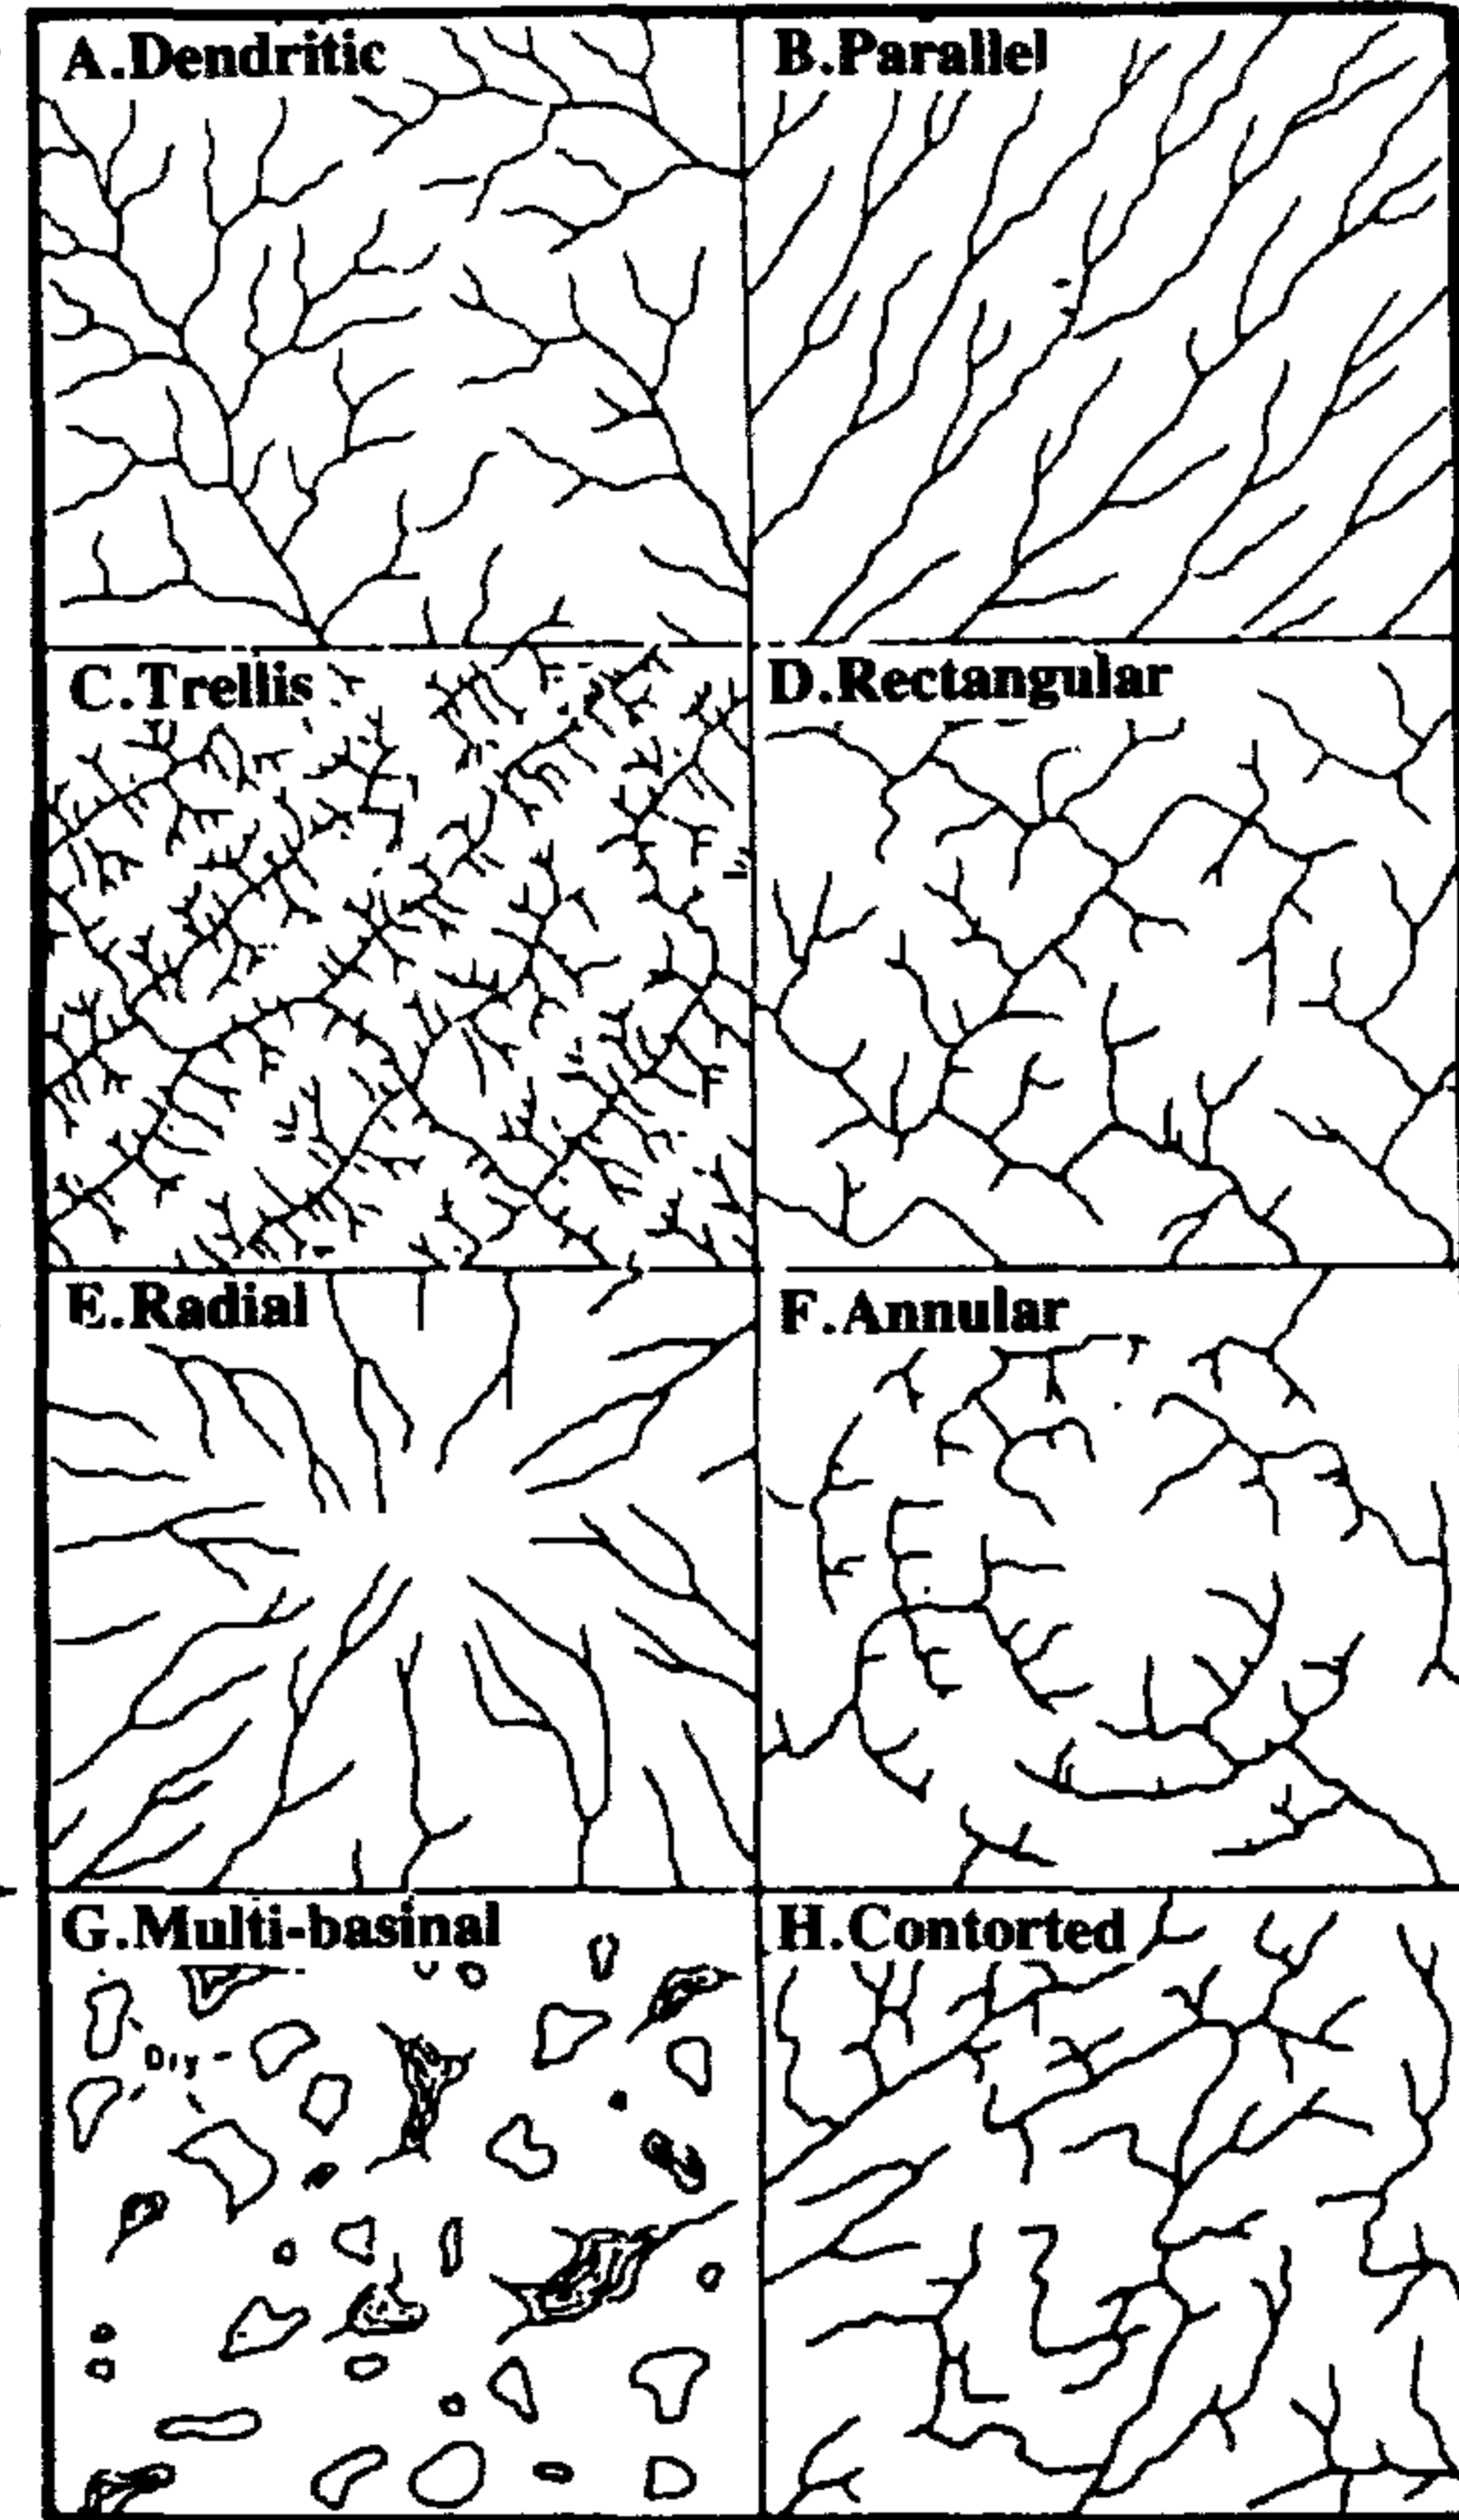 A.Dendritic
B.Parallel
C.Trellis
D.Rectangular
E.Radial
F.Annular
G.Multi-basinal
Dry
H.Contorted